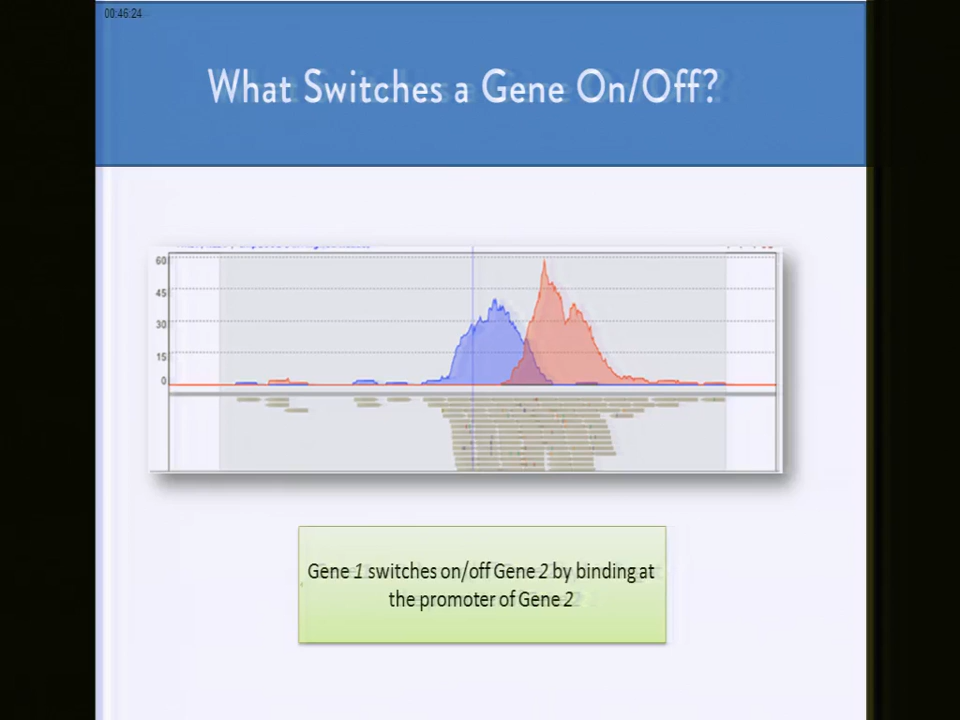 00:46:24
What Switches a Gene On/Off?
60
45
30
15
0
Gene 1 switches on/off Gene 2 by binding at
the promoter of Gene 2